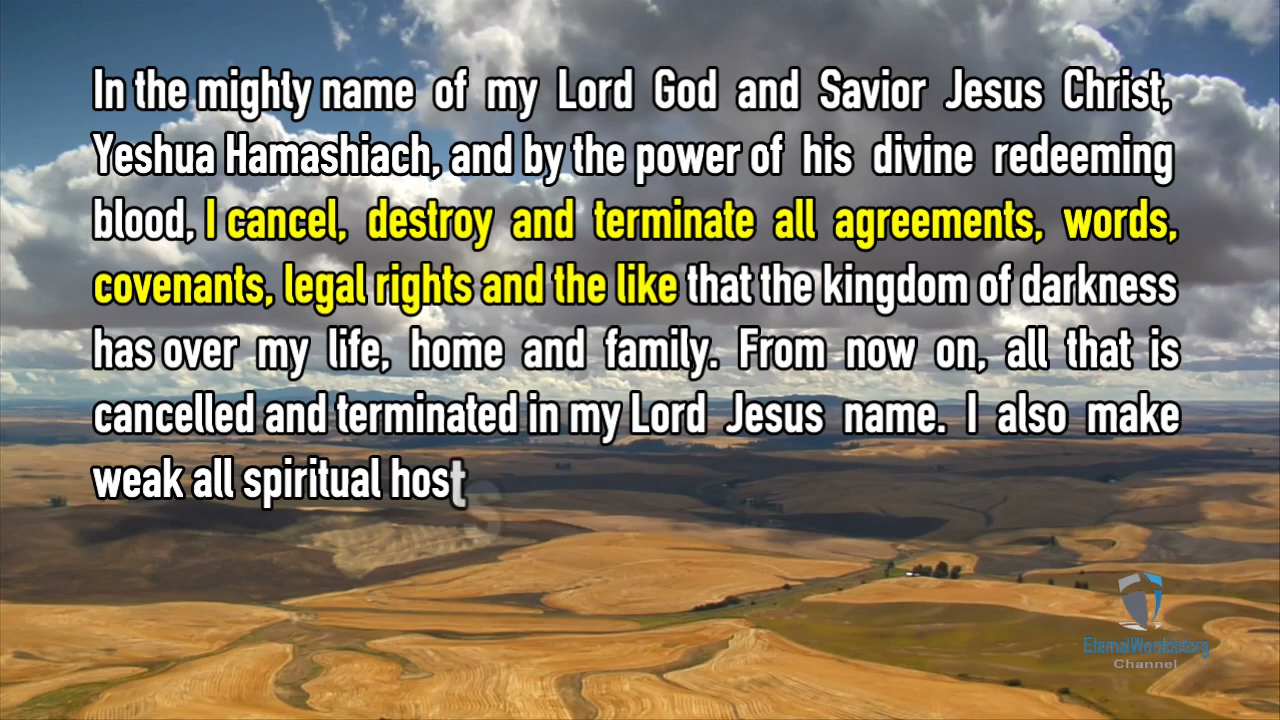 In the mighty name of my Lord God and Savior Jesus Christ,
Yeshua Hamashiach, and by the power of his divine redeeming
blood, I cancel, destroy and terminate all agreements, words,
covenants, legal rights and the like that the kingdom of darkness
has over my life, home and family. From now on, all that is
cancelled and terminated in my Lord Jesus name. I also make
weak all spiritual hosts
EternalWorddotorg
Channel